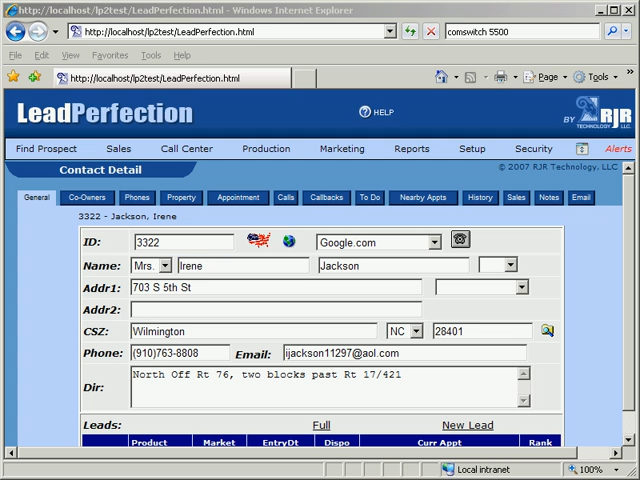 http://localhost/lp2test/LeadPerfection.html - Windows Internet Explorer
http://localhost/lp2test/LeadPerfection.html
comswitch 5500
File Edit View Favorites Tools Help
http://localhost/lp2test/LeadPerfection.html
Page Tools
LeadPerfection
HELP
BY RJR
TECHNOLOGY, LLC
Find Prospect Sales Call Center Production Marketing Reports Setup Security Alerts
Contact Detail
© 2007 RJR Technology, LLC
General Co-Owners Phones Property Appointment Calls Callbacks To Do Nearby Appts History Sales Notes Email
3322 - Jackson, Irene
ID: 3322 Google.com
Name: Mrs. Irene Jackson
Addr1: 703 S 5th St
Addr2:
CSZ: Wilmington NC 28401
Phone: (910)763-8808 Email: ijackson11297@aol.com
Dir: North Off Rt 76, two blocks past Rt 17/421
Leads: Full New Lead
Product Market EntryDt Dispo Curr Appt Rank
Local intranet 100%